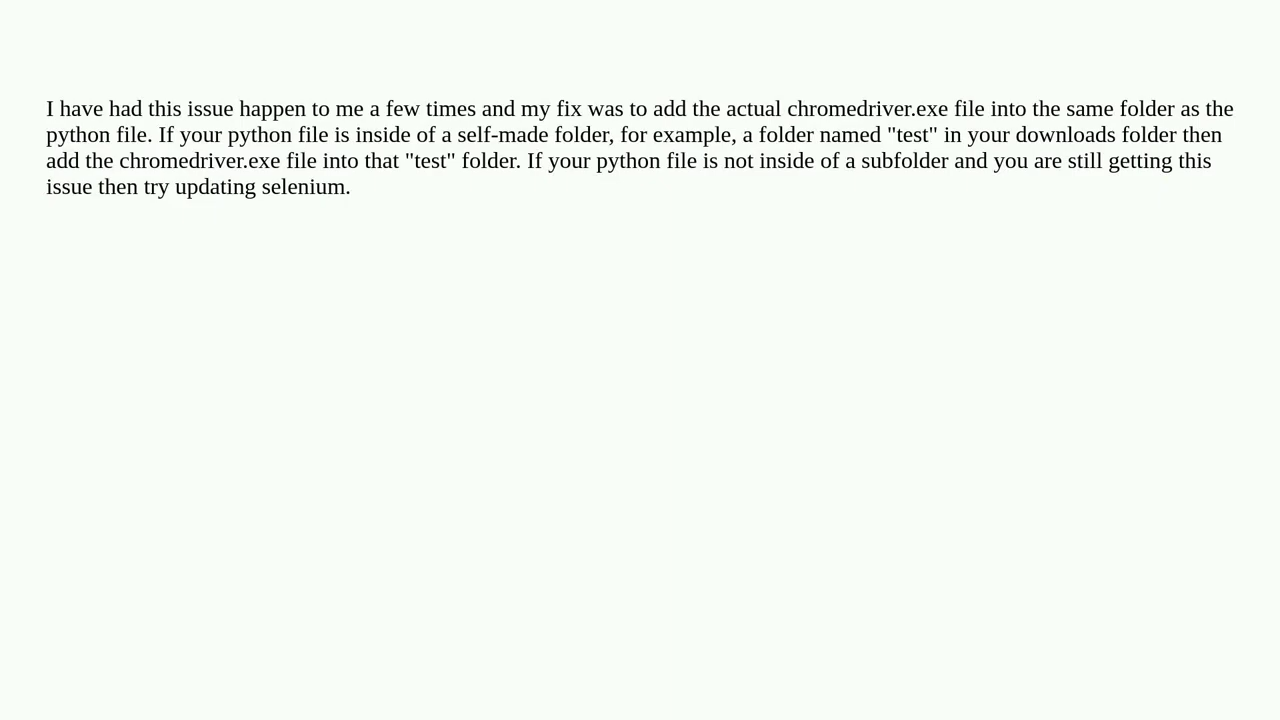 I have had this issue happen to me a few times and my fix was to add the actual chromedriver.exe file into the same folder as the
python file. If your python file is inside of a self-made folder, for example, a folder named "test" in your downloads folder then
add the chromedriver.exe file into that "test" folder. If your python file is not inside of a subfolder and you are still getting this
issue then try updating selenium.